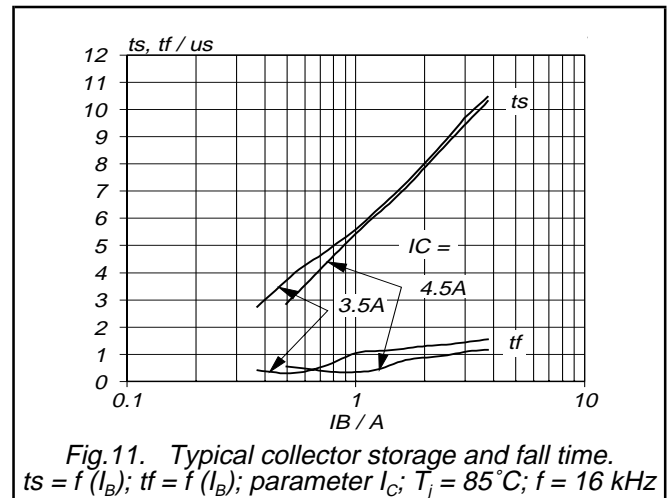 ts, tf / us
12
11
10
9
8
7
6
5
4
3
2
1
0
ts
IC =
3.5A
4.5A
tf
0.1
1
10
IB / A
Fig.11. Typical collector storage and fall time.
ts = f (IB); tf = f (IB); parameter IC; Tj = 85˚C; f = 16 kHz